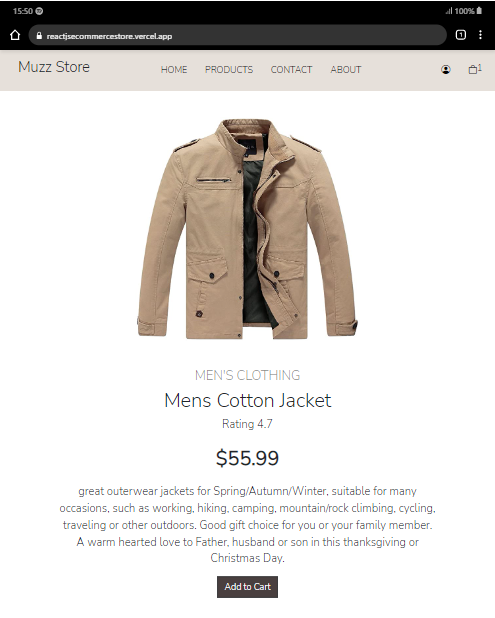 15:50
100%
reactjsecommercestore.vercel.app
1
Muzz Store
HOME PRODUCTS CONTACT ABOUT
1
MEN'S CLOTHING
Mens Cotton Jacket
Rating 4.7
$55.99
great outerwear jackets for Spring/Autumn/Winter, suitable for many
occasions, such as working, hiking, camping, mountain/rock climbing, cycling,
traveling or other outdoors. Good gift choice for you or your family member.
A warm hearted love to Father, husband or son in this thanksgiving or
Christmas Day.
Add to Cart